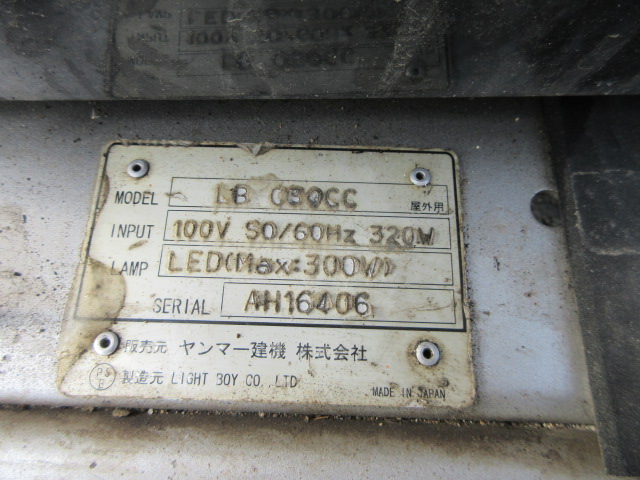 MODEL LB 030CC 屋外用
INPUT 100V 50/60Hz 320W
LAMP LED(Max:300W)
SERIAL AH16406
販売元 ヤンマー建機 株式会社
PSE 製造元 LIGHT BOY CO.,LTD
MADE IN JAPAN